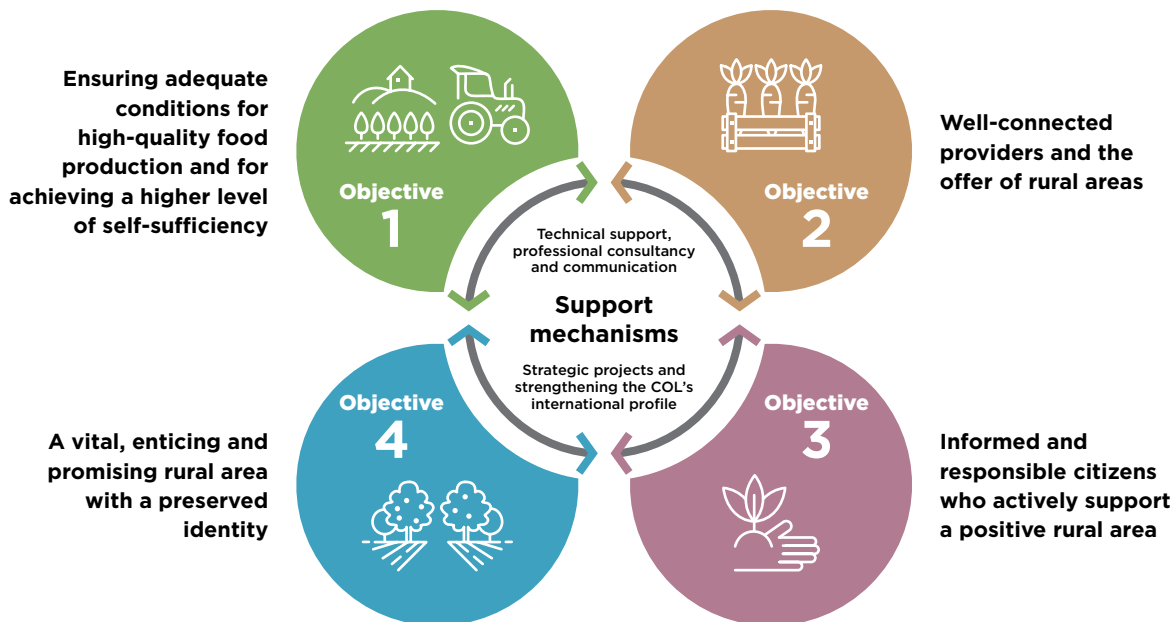 Ensuring adequate
conditions for
high-quality food
production and for
achieving a higher level
of self-sufficiency
Objective
1
Objective
2
Well-connected
providers and the
offer of rural areas
Technical support,
professional consultancy
and communication
Support
mechanisms
Strategic projects and
strengthening the COL’s
international profile
Objective
4
A vital, enticing and
promising rural area
with a preserved
identity
Objective
3
Informed and
responsible citizens
who actively support
a positive rural area